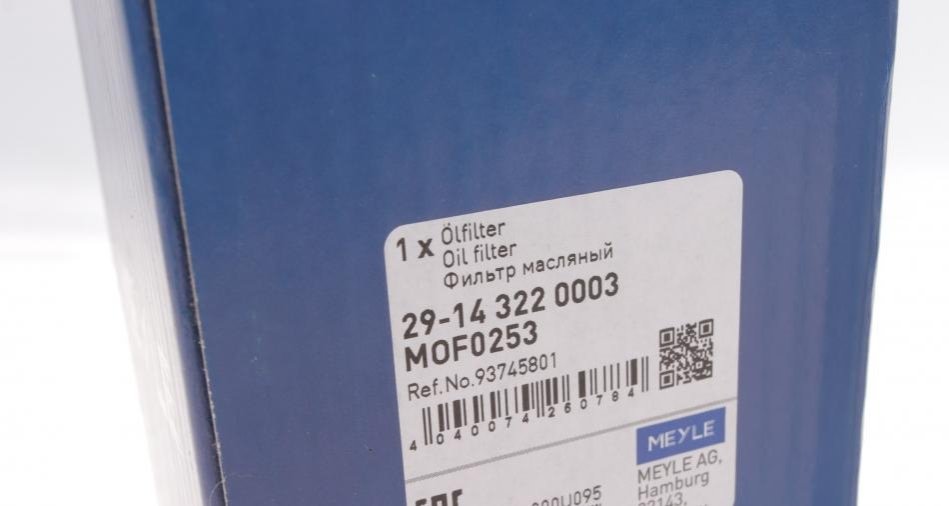 1 x Ölfilter
Oil filter
Фильтр масляный
29-14 322 0003
MOF0253
Ref.No.93745801
4 040074 260784
MEYLE
MEYLE AG,
Hamburg